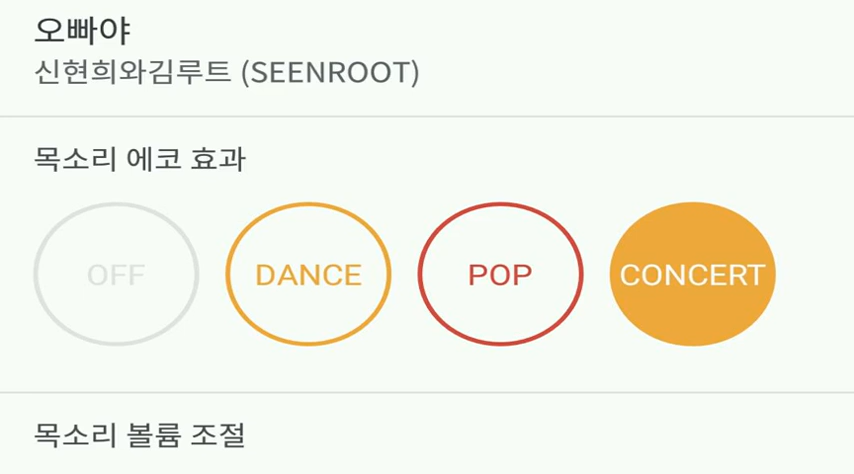 오빠야
신현희와김루트 (SEENROOT)
목소리 에코 효과
OFF DANCE POP CONCERT
목소리 볼륨 조절